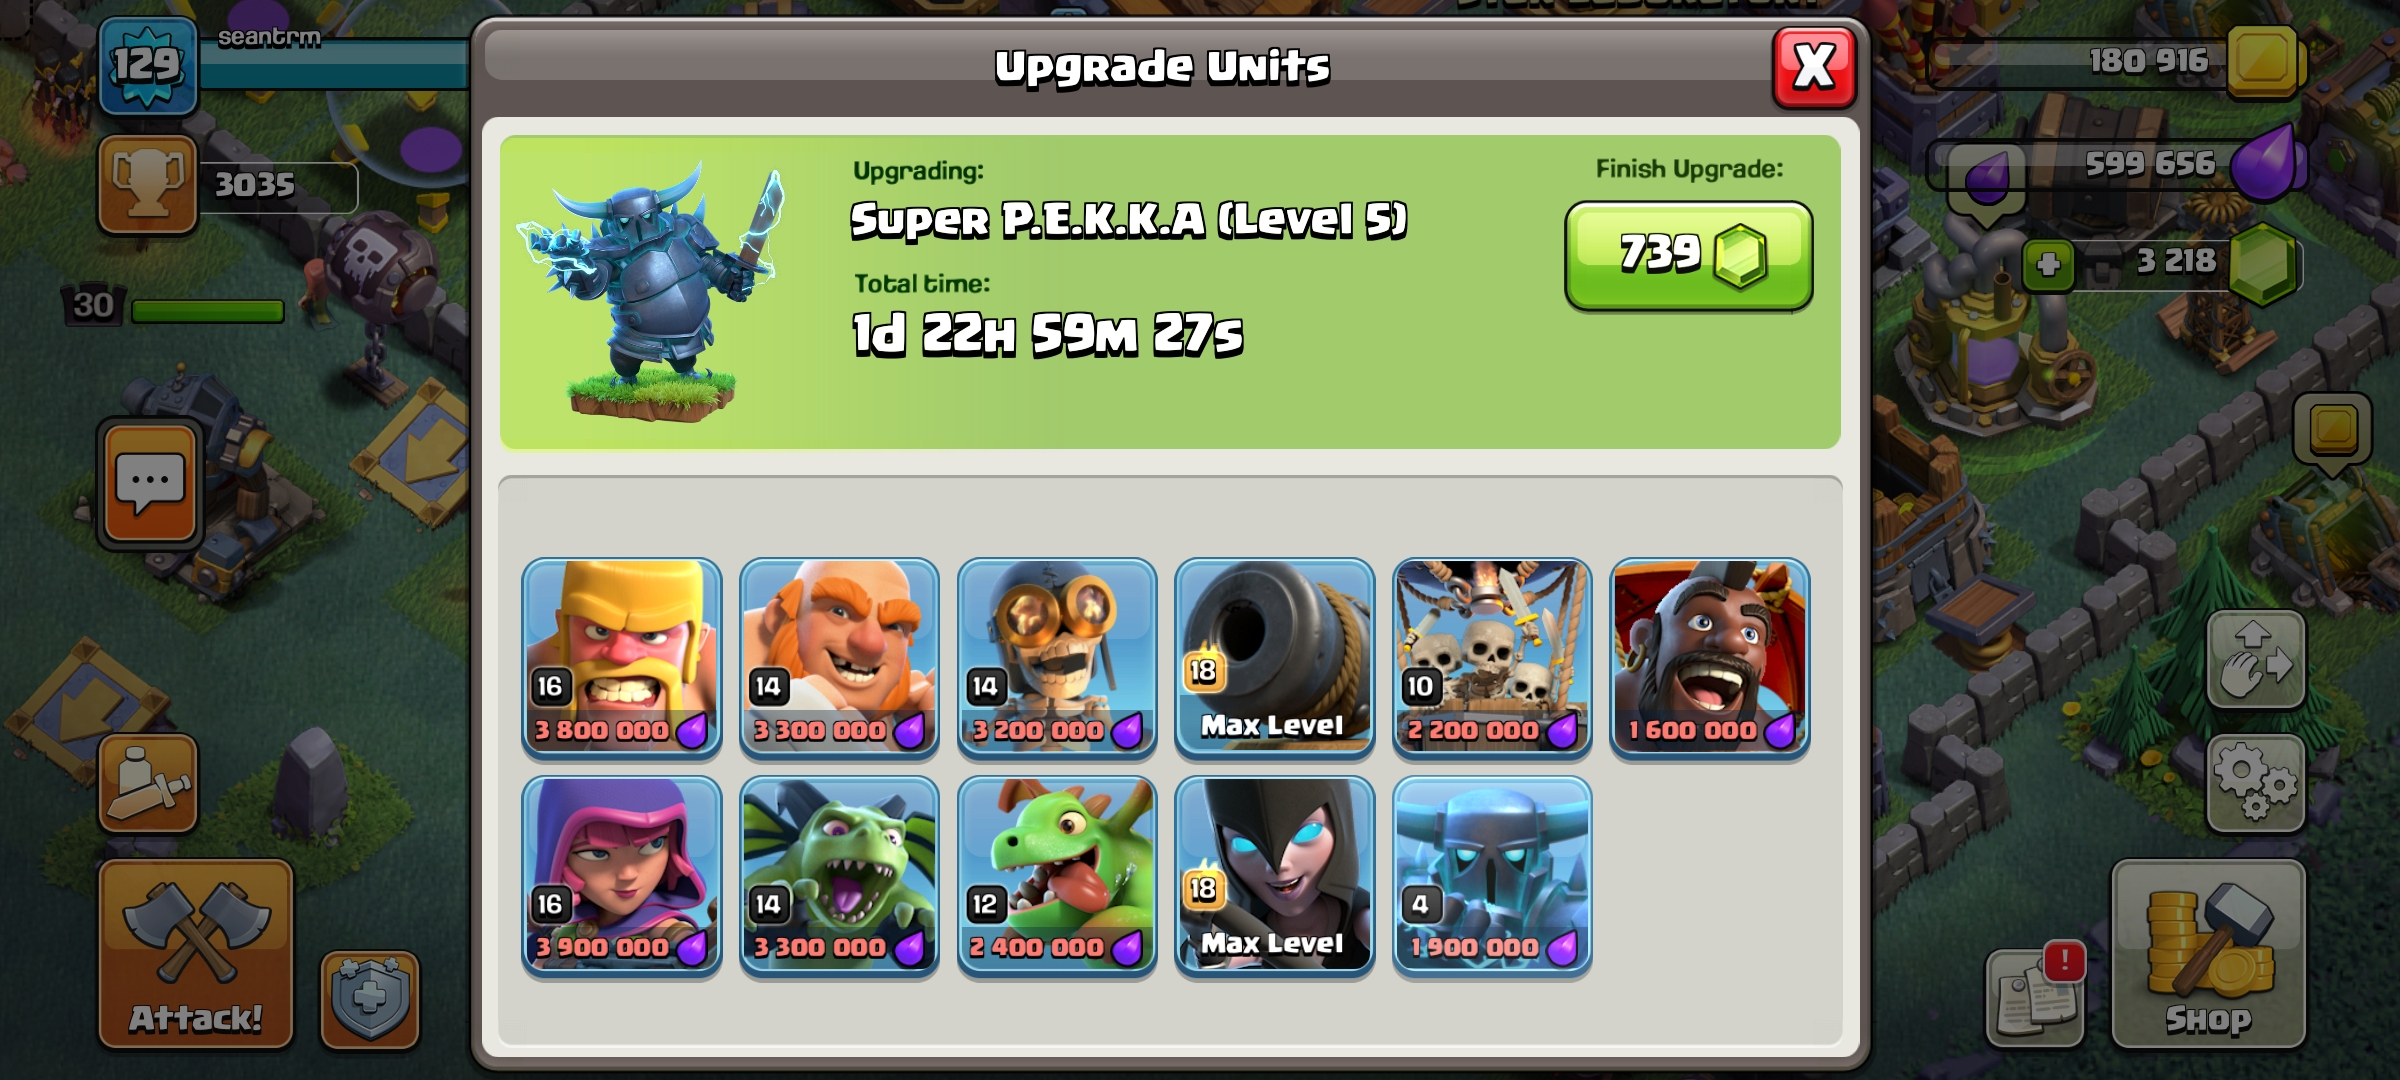 Upgrade Units
129
seantrm
3035
30
180 916
599 656
3 218
Upgrading:
Super P.E.K.K.A (Level 5)
Total time:
1d 22H 59M 27s
Finish Upgrade:
739
16
3 800 000
14
3 300 000
14
3 200 000
18
Max Level
10
2 200 000
1 600 000
16
3 900 000
14
3 300 000
12
2 400 000
18
Max Level
4
1 900 000
Attack!
!
Shop